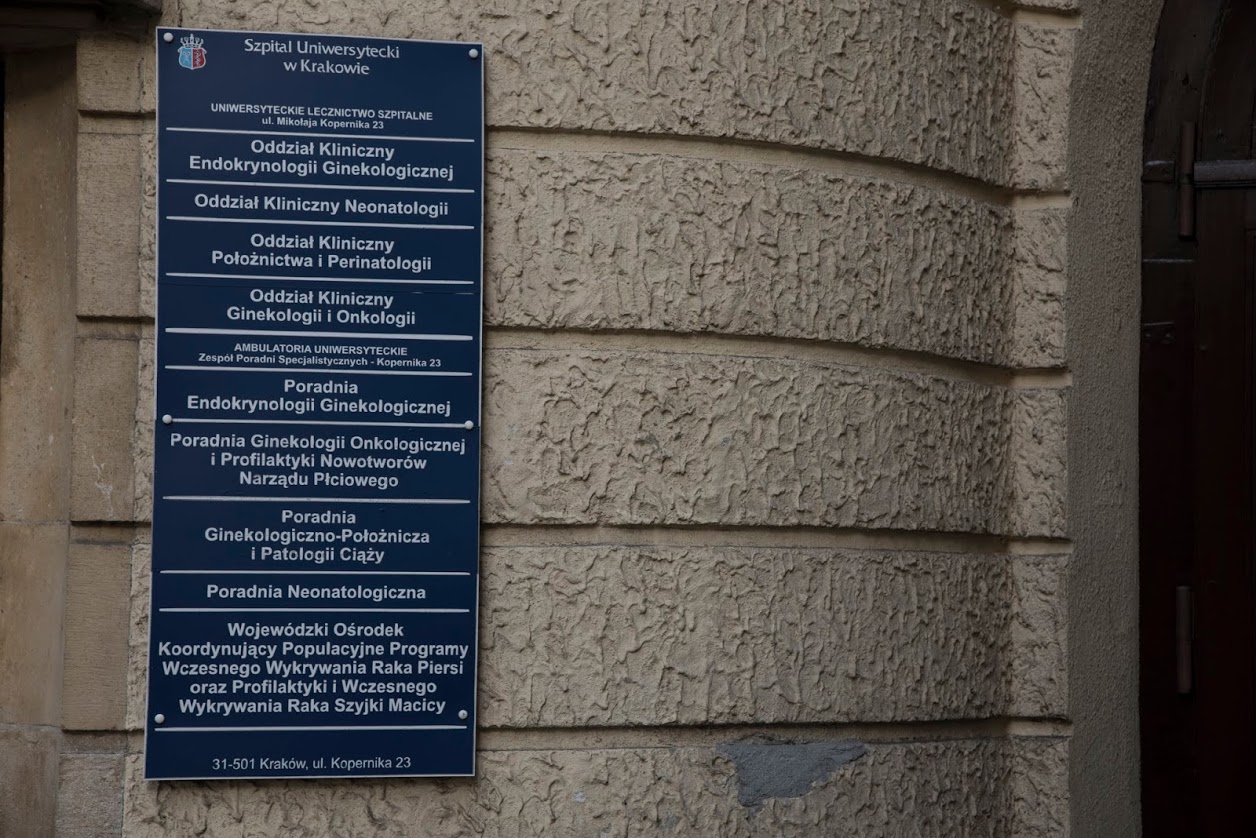 Szpital Uniwersytecki
w Krakowie
UNIWERSYTECKIE LECZNICTWO SZPITALNE
ul. Mikołaja Kopernika 23
Oddział Kliniczny
Endokrynologii Ginekologicznej
Oddział Kliniczny Neonatologii
Oddział Kliniczny
Położnictwa i Perinatologii
Oddział Kliniczny
Ginekologii i Onkologii
AMBULATORIA UNIWERSYTECKIE
Zespół Poradni Specjalistycznych - Kopernika 23
Poradnia
Endokrynologii Ginekologicznej
Poradnia Ginekologii Onkologicznej
i Profilaktyki Nowotworów
Narządu Płciowego
Poradnia
Ginekologiczno-Położnicza
i Patologii Ciąży
Poradnia Neonatologiczna
Wojewódzki Ośrodek
Koordynujący Populacyjne Programy
Wczesnego Wykrywania Raka Piersi
oraz Profilaktyki i Wczesnego
Wykrywania Raka Szyjki Macicy
31-501 Kraków, ul. Kopernika 23